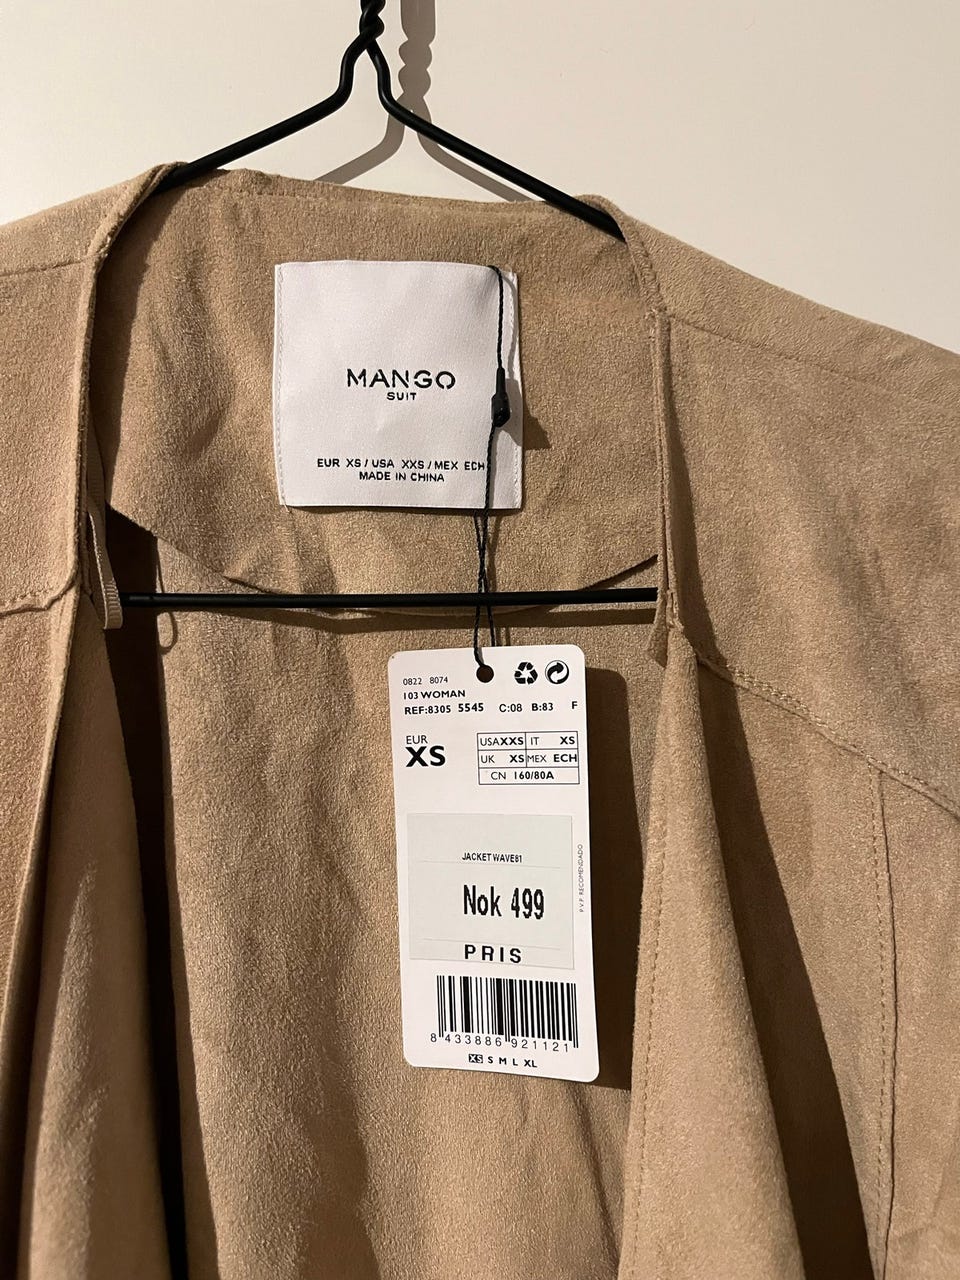 MANGO
SUIT
EUR XS / USA XXS / MEX ECH
MADE IN CHINA
0822 8074
103 WOMAN
REF:8305 5545 C:08 B:83 F
EUR
XS
USA XXS IT XS
UK XS MEX ECH
CN 160/80A
JACKET WAVE81
Nok 499
PRIS
P.V.P. RECOMENDADO
8 433886 921121
XS S M L XL